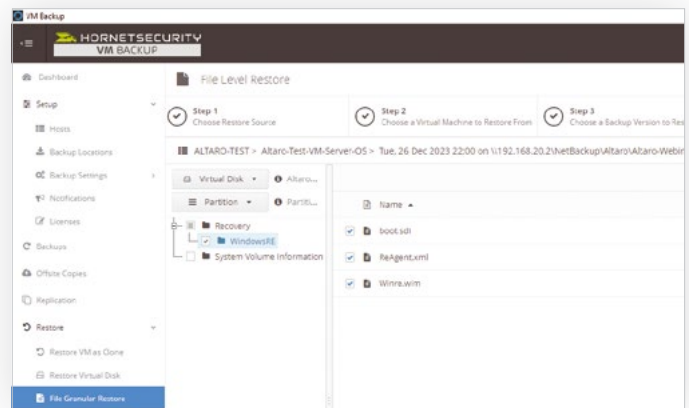 VM Backup
HORNETSECURITY
VM BACKUP
Dashboard
File Level Restore
Setup
Step 1
Choose Restore Source
Step 2
Choose a Virtual Machine to Restore From
Step 3
Choose a Backup Version to Res
Hosts
Backup Locations
ALTARO-TEST > Altaro-Test-VM-Server-OS > Tue, 26 Dec 2023 22:00 on \\192.168.20.2\NetBackup\Altaro\Altaro-Webin
Backup Settings
Virtual Disk
Altaro...
Notifications
Partition
Partiti...
Name
Licenses
Recovery
WindowsRE
System Volume Information
boot.sdi
ReAgent.xml
Winre.wim
Backups
Offsite Copies
Replication
Restore
Restore VM as Clone
Restore Virtual Disk
File Granular Restore